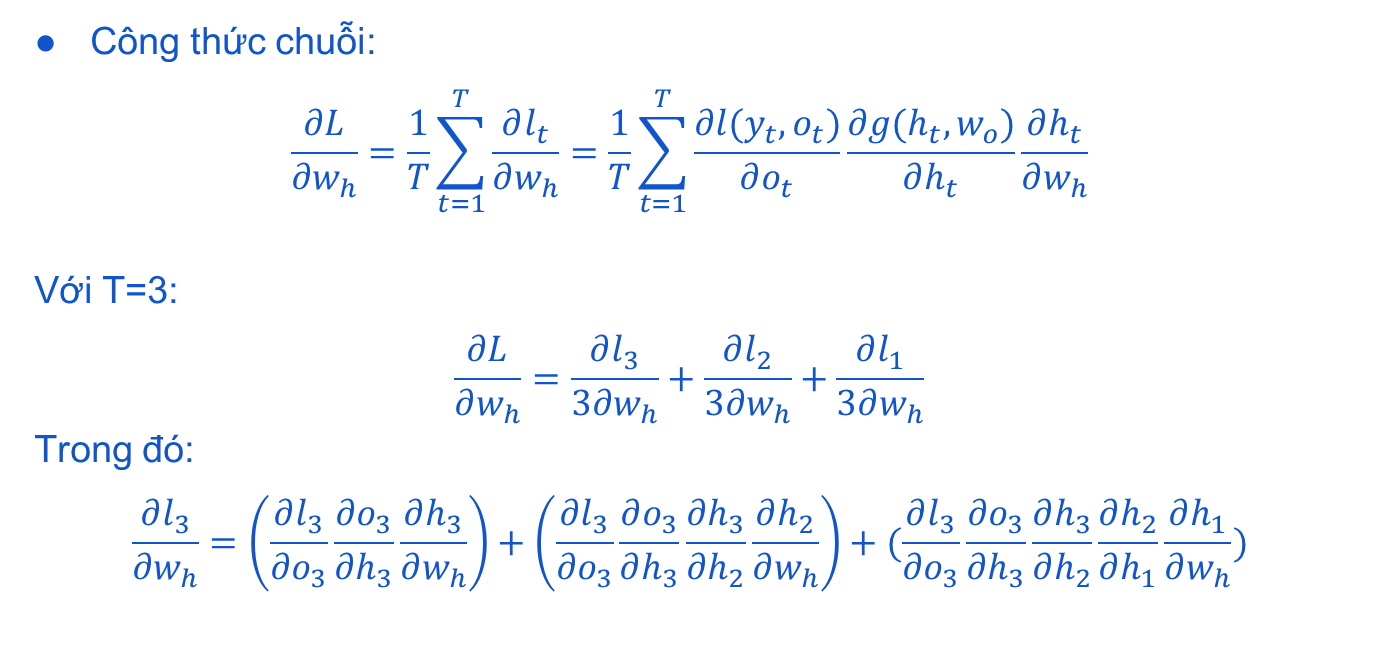 ● Công thức chuỗi:
∂L/∂w_h = 1/T ∑_{t=1}^{T} ∂l_t/∂w_h = 1/T ∑_{t=1}^{T} ∂l(y_t, o_t)/∂o_t ∂g(h_t, w_o)/∂h_t ∂h_t/∂w_h
Với T=3:
∂L/∂w_h = ∂l_3/3∂w_h + ∂l_2/3∂w_h + ∂l_1/3∂w_h
Trong đó:
∂l_3/∂w_h = (∂l_3/∂o_3 ∂o_3/∂h_3 ∂h_3/∂w_h) + (∂l_3/∂o_3 ∂o_3/∂h_3 ∂h_3/∂h_2 ∂h_2/∂w_h) + (∂l_3/∂o_3 ∂o_3/∂h_3 ∂h_3/∂h_2 ∂h_2/∂h_1 ∂h_1/∂w_h)